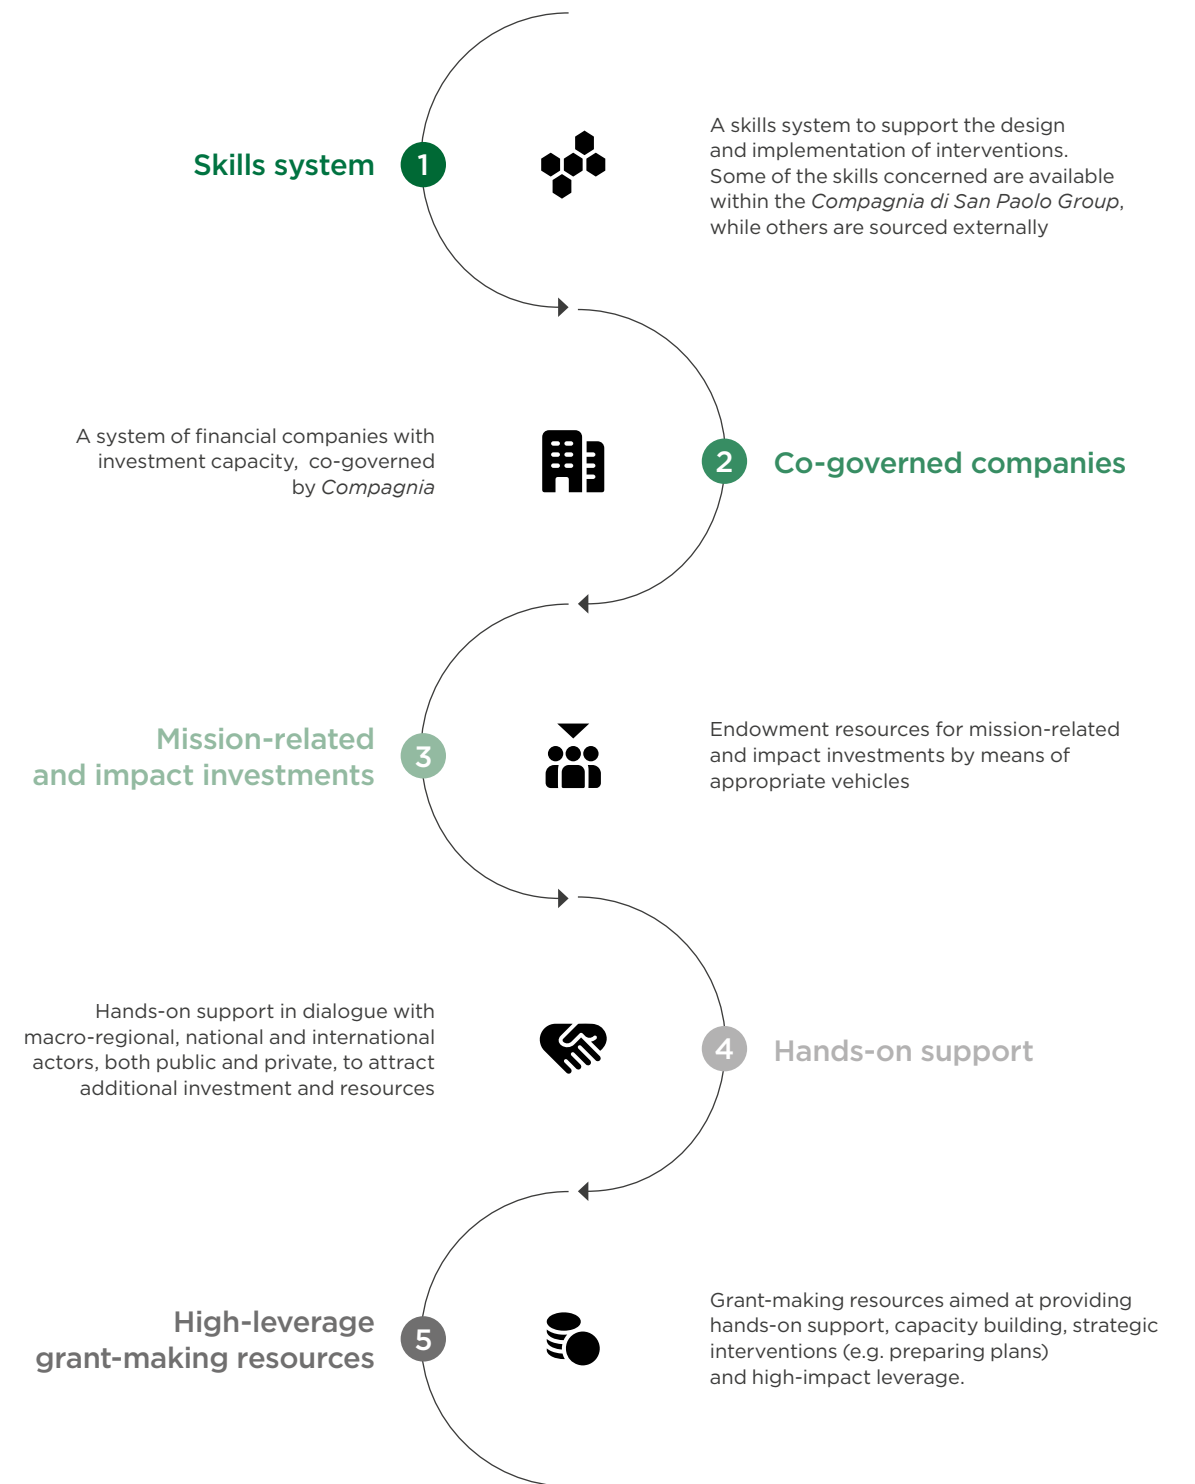 Skills system
1
A skills system to support the design
and implementation of interventions.
Some of the skills concerned are available
within the Compagnia di San Paolo Group,
while others are sourced externally
A system of financial companies with
investment capacity, co-governed
by Compagnia
2
Co-governed companies
Mission-related
and impact investments
3
Endowment resources for mission-related
and impact investments by means of
appropriate vehicles
Hands-on support in dialogue with
macro-regional, national and international
actors, both public and private, to attract
additional investment and resources
4
Hands-on support
High-leverage
grant-making resources
5
Grant-making resources aimed at providing
hands-on support, capacity building, strategic
interventions (e.g. preparing plans)
and high-impact leverage.